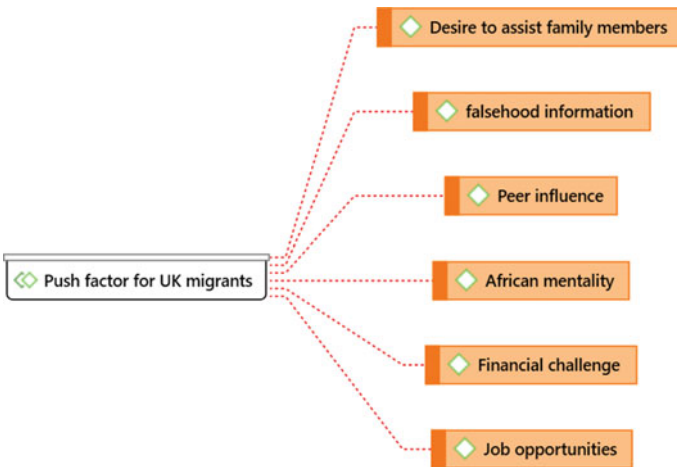 Desire to assist family members
falsehood information
Peer influence
Push factor for UK migrants
African mentality
Financial challenge
Job opportunities